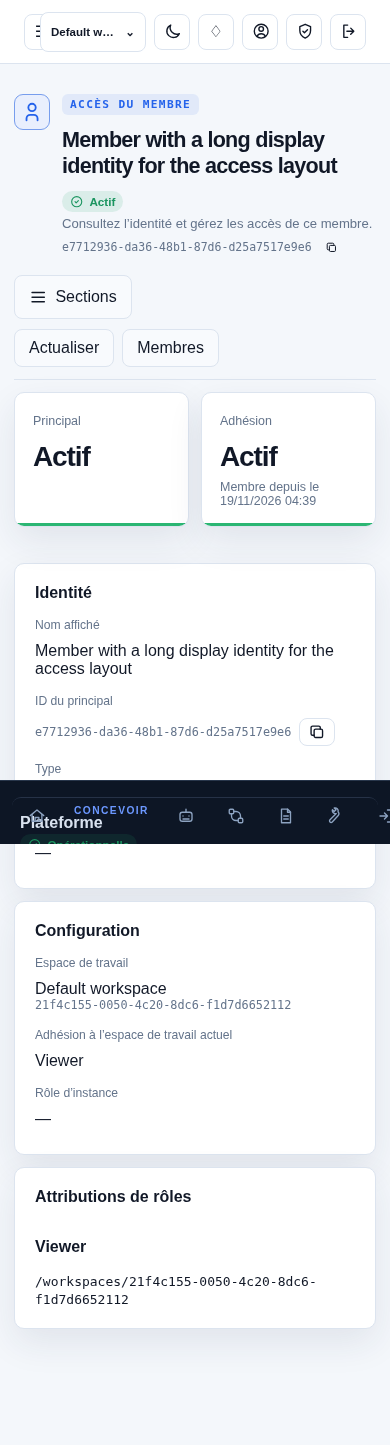 Default w...
ACCÈS DU MEMBRE
Member with a long display
identity for the access layout
Actif
Consultez l'identité et gérez les accès de ce membre.
e7712936-da36-48b1-87d6-d25a7517e9e6
Sections
Actualiser
Membres
Principal
Actif
Adhésion
Actif
Membre depuis le
19/11/2026 04:39
Identité
Nom affiché
Member with a long display identity for the
access layout
ID du principal
e7712936-da36-48b1-87d6-d25a7517e9e6
Type
CONCEVOIR
Plateforme
Opérationnelle
—
Configuration
Espace de travail
Default workspace
21f4c155-0050-4c20-8dc6-f1d7d6652112
Adhésion à l'espace de travail actuel
Viewer
Rôle d'instance
—
Attributions de rôles
Viewer
/workspaces/21f4c155-0050-4c20-8dc6-
f1d7d6652112